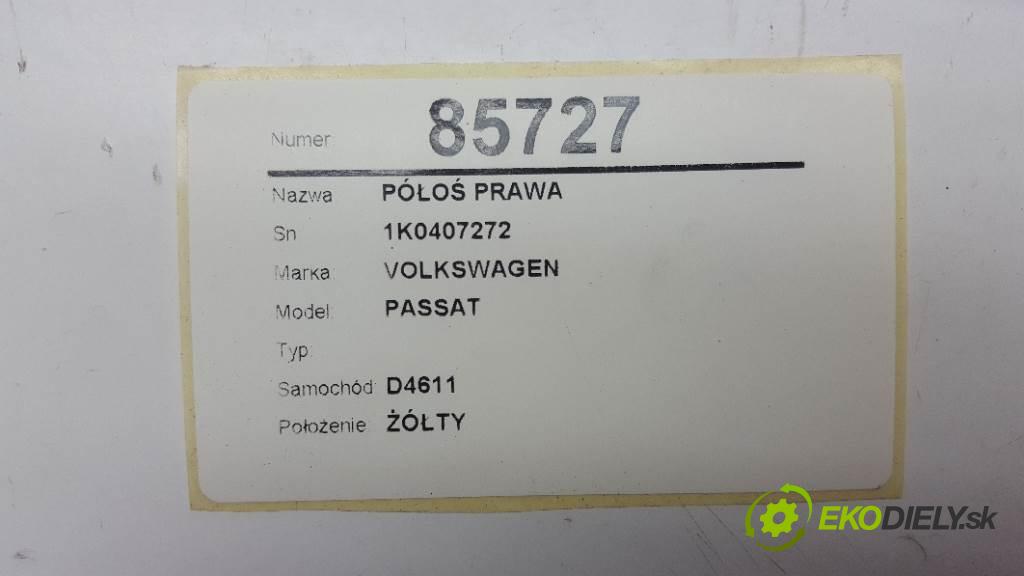 Numer: 85727
Nazwa PÓŁOŚ PRAWA
Sn 1K0407272
Marka: VOLKSWAGEN
Model: PASSAT
Typ:
Samochód: D4611
Położenie: ŻÓŁTY
EKODIELY.sk